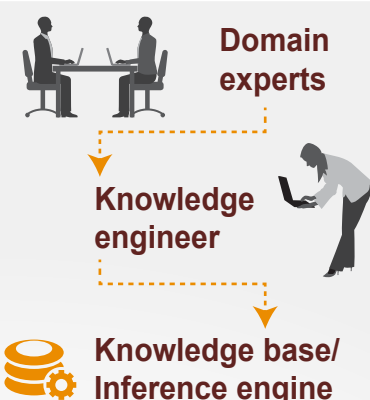 Domain
experts
Knowledge
engineer
Knowledge base/
Inference engine